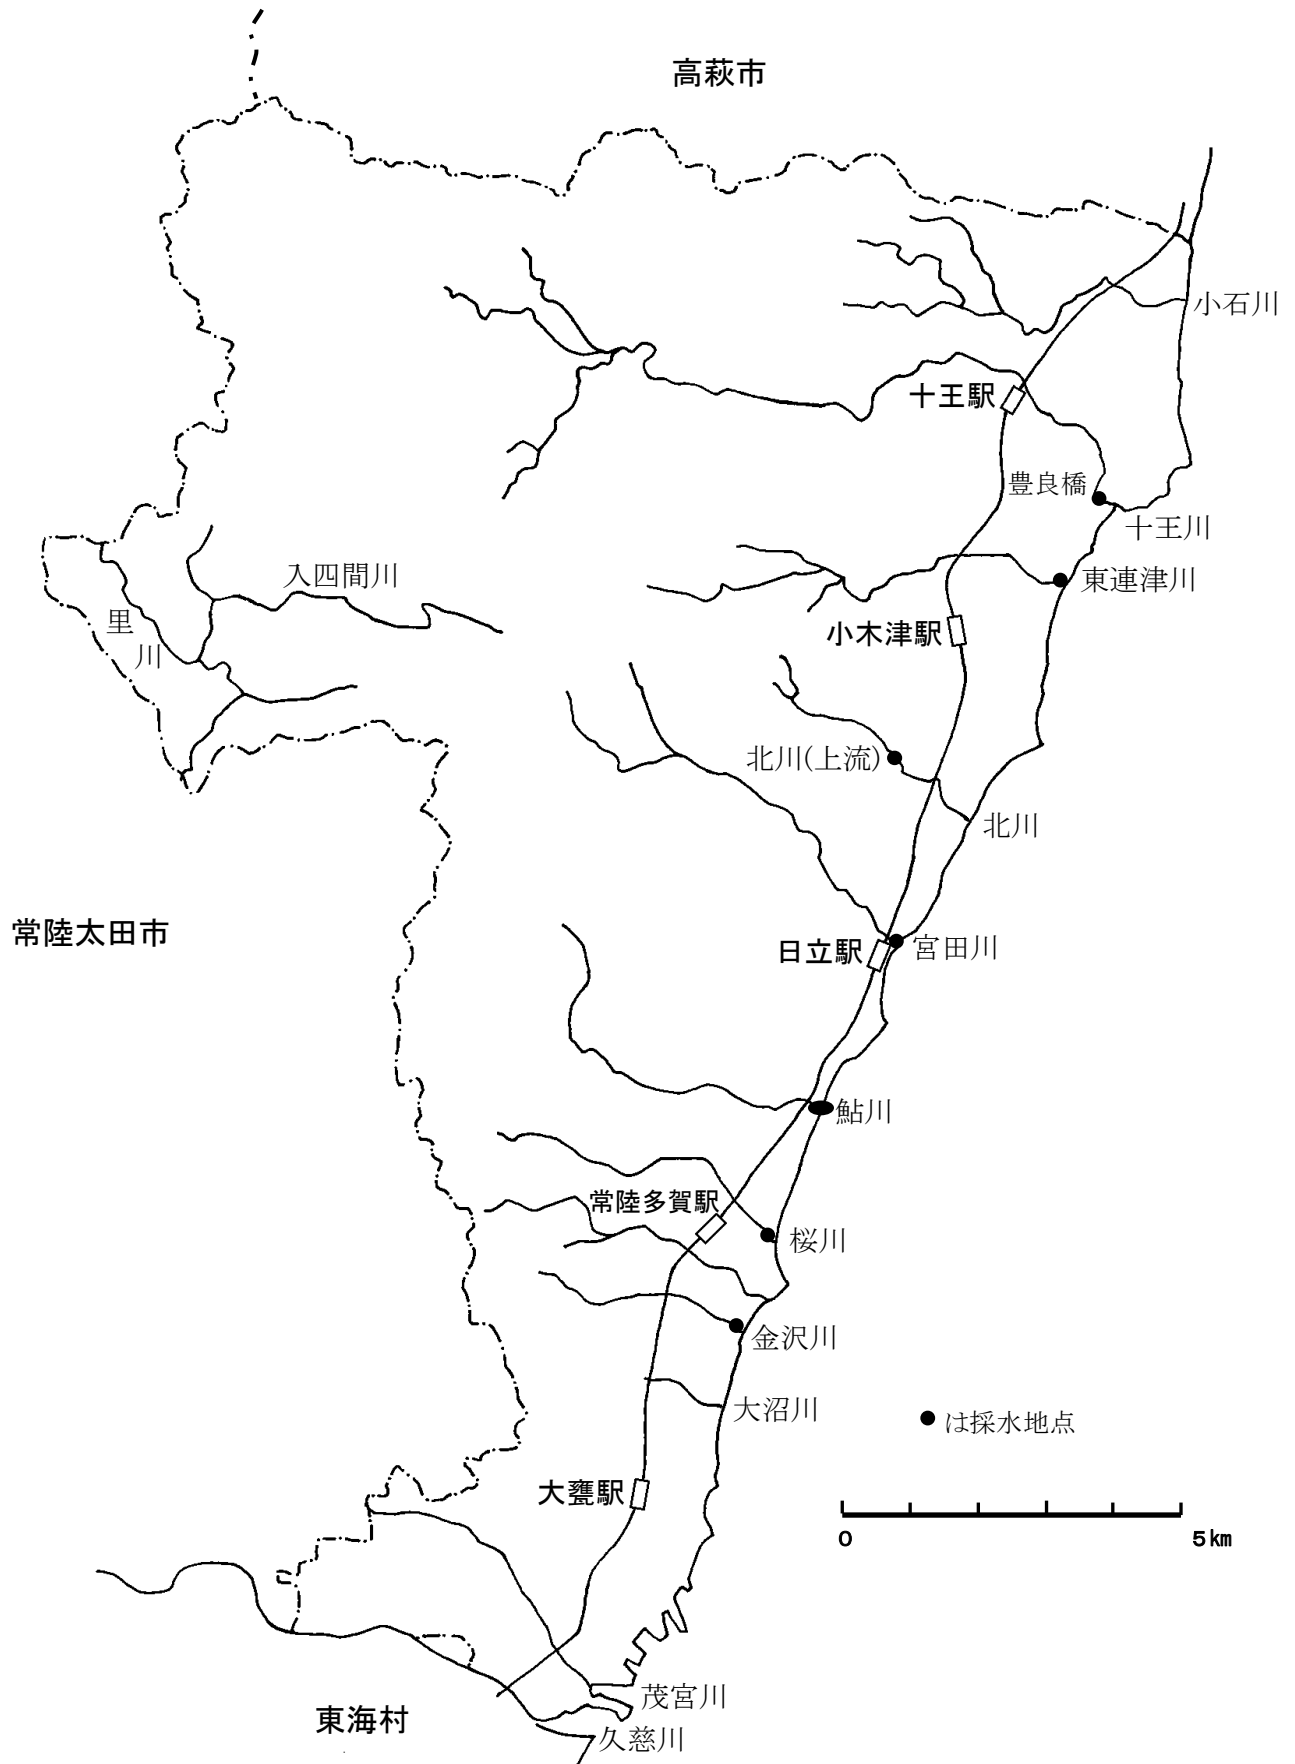 高萩市
小石川
十王駅
豊良橋
十王川
入四間川
東連津川
里
川
小木津駅
北川(上流)
北川
常陸太田市
日立駅
宮田川
鮎川
常陸多賀駅
桜川
金沢川
大沼川
は採水地点
大甕駅
0
5km
茂宮川
東海村
久慈川